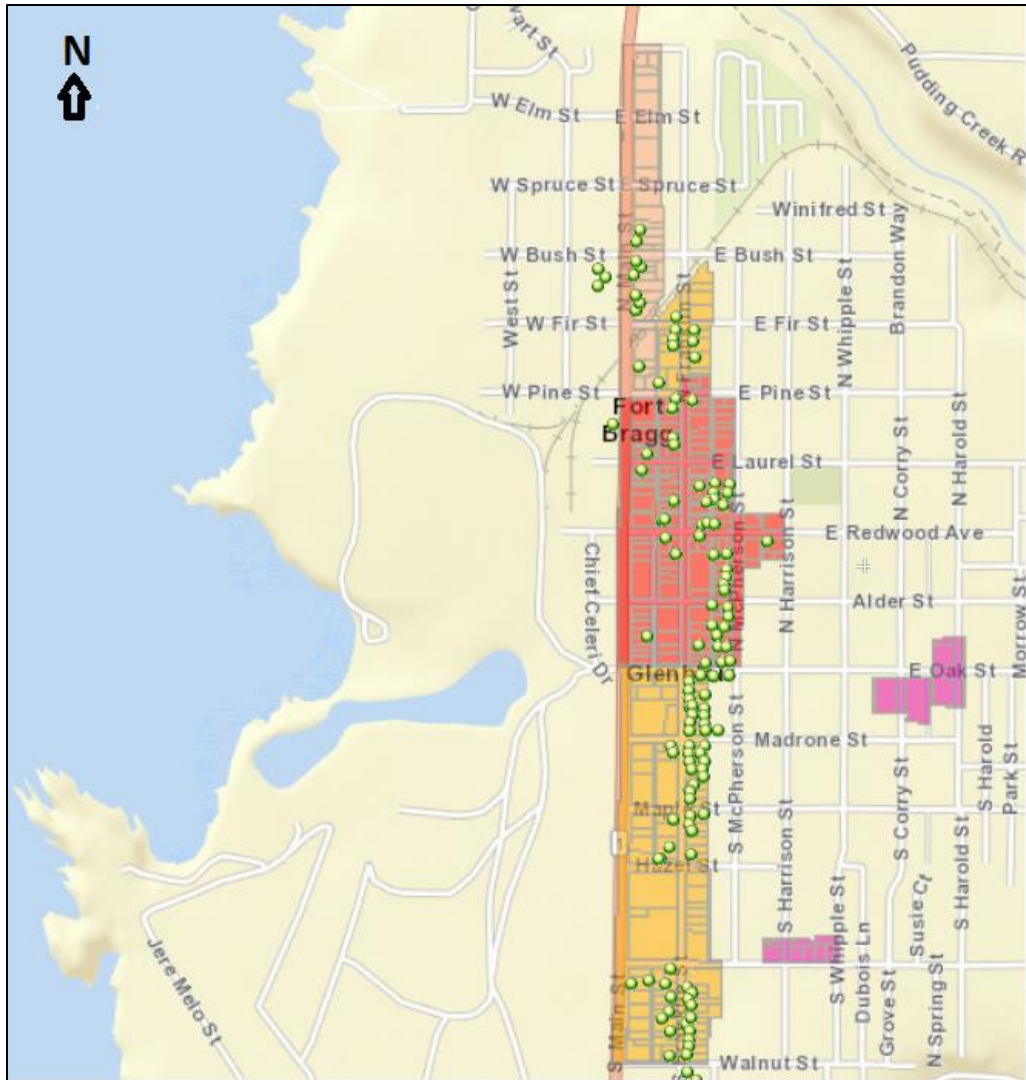 N
wart St
Pudding Creek R
W Elm St
E Elm St
W Spruce St
E Spruce St
Winifred St
N Main St
W Bush St
E Bush St
Brandon Way
West St
N Whipple St
W Fir St
E Fir St
W Pine St
E Pine St
Fort
Bragg
N Corry St
N Harold St
E Laurel St
N McPherson St
N Harrison St
E Redwood Ave
Chief Celeri Dr
Alder St
Morrow St
E Oak St
S McPherson St
Madrone St
S Harold
Park St
Maple St
S Corry St
Hazel St
S Harrison St
S Whipple St
Dubois Ln
Susie Ct
S Harold St
Jere Melo St
S Main St
Grove St
N Spring St
Walnut St